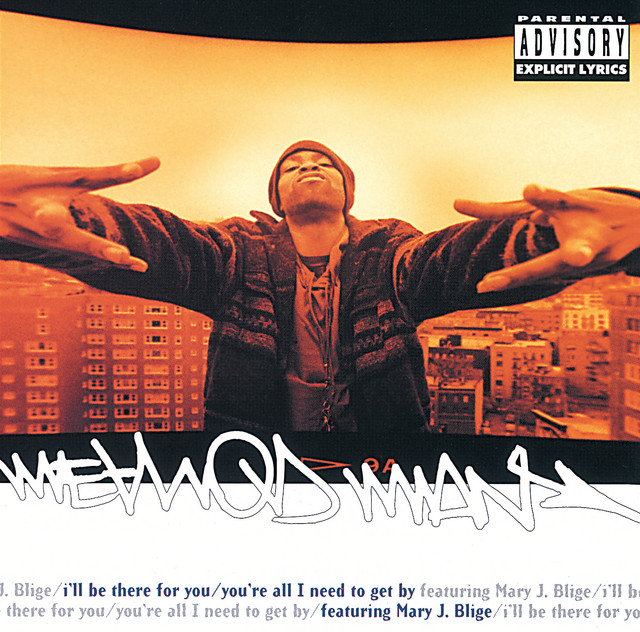 PARENTAL
ADVISORY
EXPLICIT LYRICS
9A
METHOD MAN
J. Blige/i'll be there for you/you're all I need to get by featuring Mary J. Blige/i'll be
there for you/you're all I need to get by/featuring Mary J. Blige/i'll be there for yo